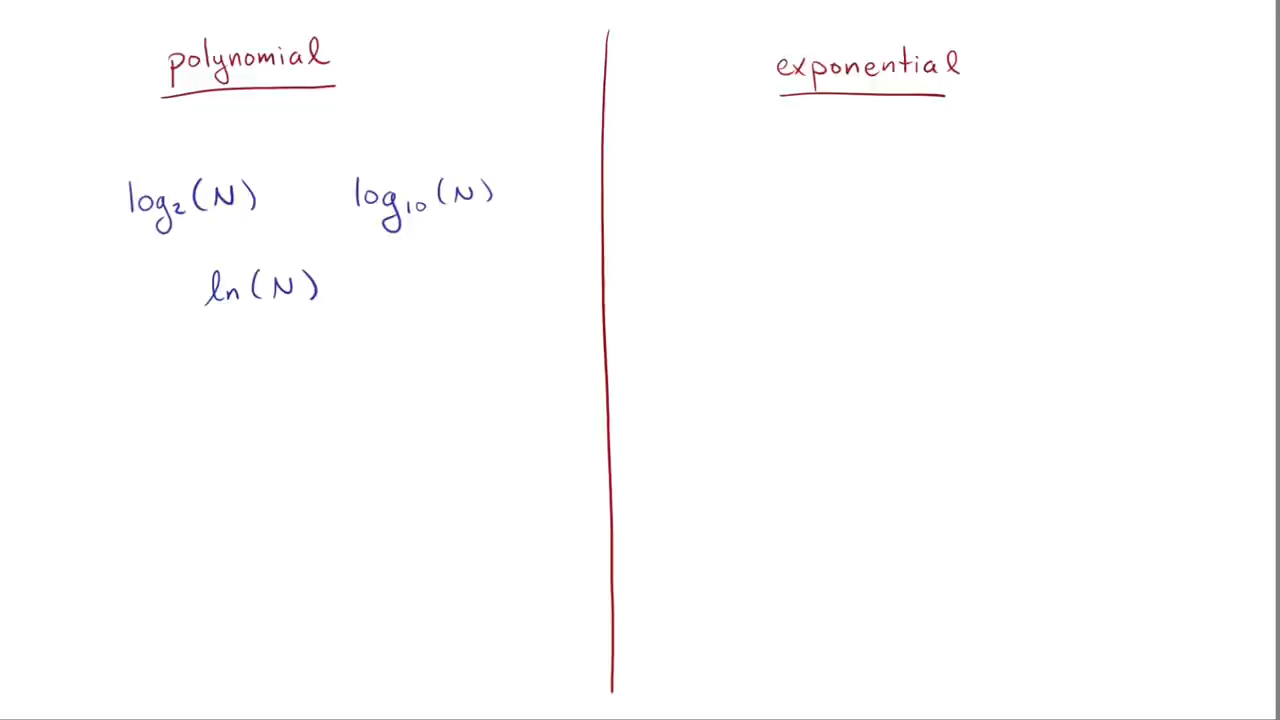 polynomial
exponential
log₂(N) log₁₀(N)
ln(N)